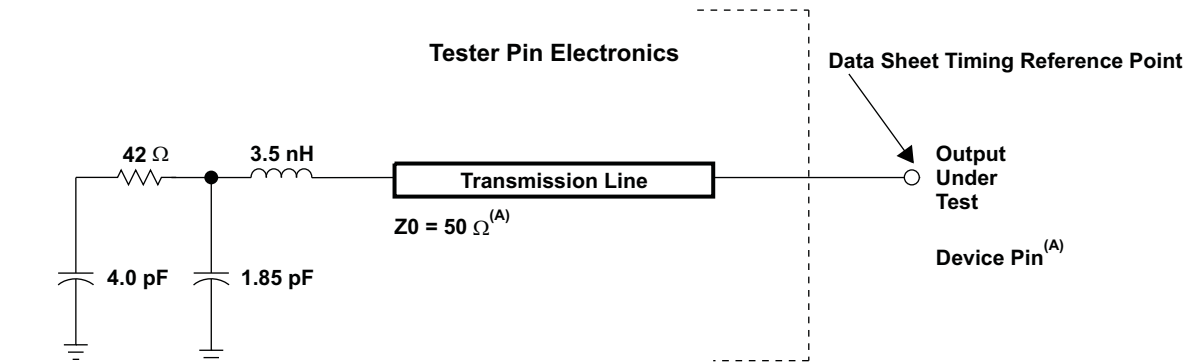 Tester Pin Electronics
Data Sheet Timing Reference Point
42 Ω
3.5 nH
Transmission Line
Output
Under
Test
Z0 = 50 Ω(A)
Device Pin(A)
4.0 pF
1.85 pF